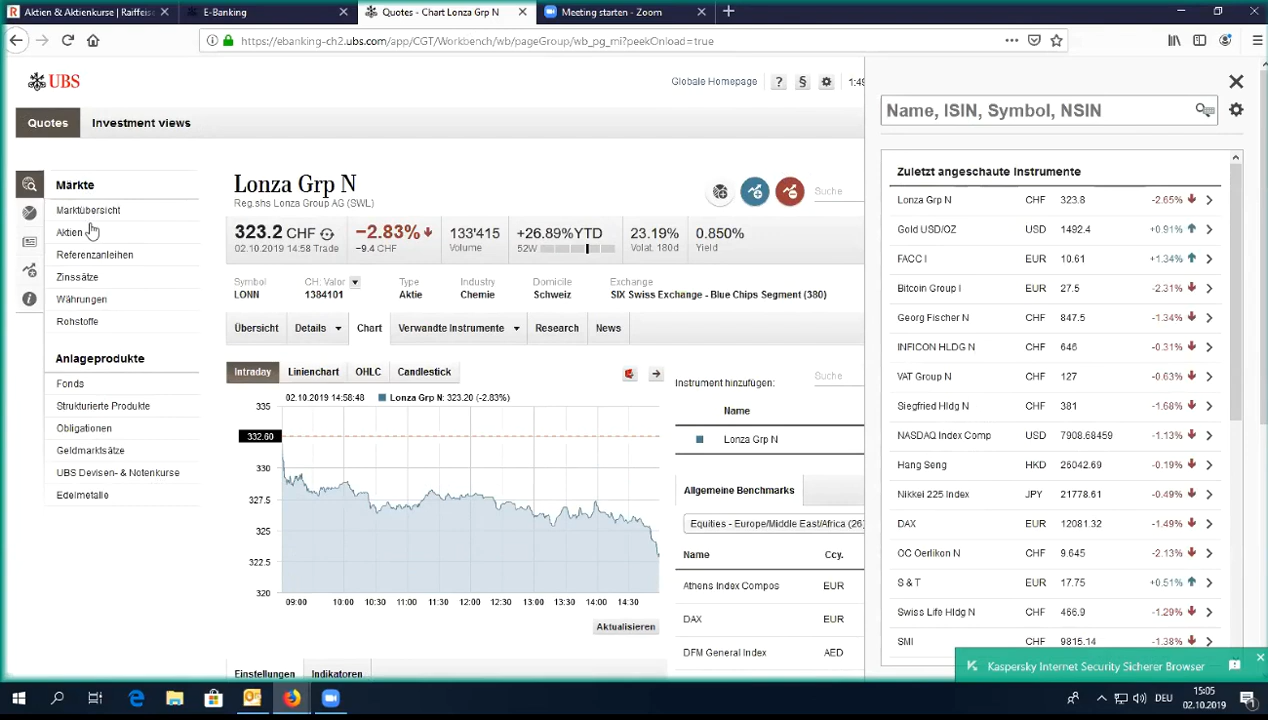 Aktien & Aktienkurse | Raiffeise
E-Banking
Quotes - Chart Lonza Grp N
Meeting starten - Zoom
https://ebanking-ch2.ubs.com/app/CGT/Workbench/wb/pageGroup/wb_pg_mi?peekOnload=true
UBS
Globale Homepage
?
§
1:49
Quotes
Investment views
Markte
Marktübersicht
Aktien
Referenzanleihen
Zinssätze
Währungen
Rohstoffe
Anlageprodukte
Fonds
Strukturierte Produkte
Obligationen
Geldmarktsätze
UBS Devisen- & Notenkurse
Edelmetalle
Lonza Grp N
Reg.shs Lonza Group AG (SWL)
Suche
323.2 CHF
02.10.2019 14:58 Trade
−2.83%
−9.4 CHF
133'415
Volume
+26.89%YTD
52W
23.19%
Volat. 180d
0.850%
Yield
Symbol
LONN
CH: Valor
1384101
Type
Aktie
Industry
Chemie
Domicile
Schweiz
Exchange
SIX Swiss Exchange - Blue Chips Segment (380)
Übersicht
Details
Chart
Verwandte Instrumente
Research
News
Intraday
Linienchart
OHLC
Candlestick
02.10.2019 14:58:48
Lonza Grp N: 323.20 (-2.83%)
335
332.60
330
327.5
325
322.5
320
09:00 10:00 10:30 11:00 11:30 12:00 12:30 13:00 13:30 14:00 14:30
Aktualisieren
Einstellungen
Indikatoren
Instrument hinzufügen:
Suche
Name
Lonza Grp N
Allgemeine Benchmarks
Equities - Europe/Middle East/Africa (26)
Name Ccy.
Athens Index Compos EUR
DAX EUR
DFM General Index AED
Name, ISIN, Symbol, NSIN
Zuletzt angeschaute Instrumente
Lonza Grp N CHF 323.8 -2.65%
Gold USD/OZ USD 1492.4 +0.91%
FACC I EUR 10.61 +1.34%
Bitcoin Group I EUR 27.5 -2.31%
Georg Fischer N CHF 847.5 -1.34%
INFICON HLDG N CHF 646 -0.31%
VAT Group N CHF 127 -0.63%
Siegfried Hldg N CHF 381 -1.68%
NASDAQ Index Comp USD 7908.68459 -1.13%
Hang Seng HKD 26042.69 -0.19%
Nikkei 225 Index JPY 21778.61 -0.49%
DAX EUR 12081.32 -1.49%
OC Oerlikon N CHF 9.645 -2.13%
S & T EUR 17.75 +0.51%
Swiss Life Hldg N CHF 466.9 -1.29%
SMI CHF 9815.14 -1.38%
Kaspersky Internet Security Sicherer Browser
DEU
15:05
02.10.2019